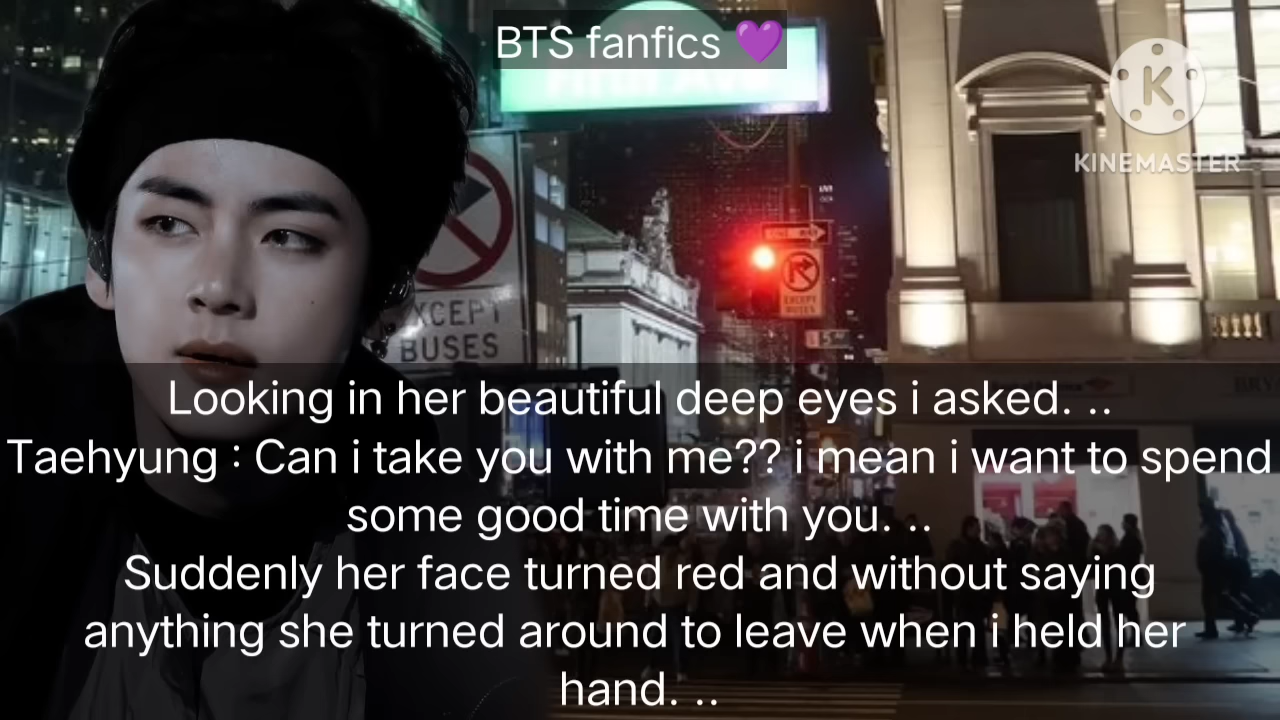 BTS fanfics 💜
K
KINEMASTER
EXCEPT
BUSES
EXCEPT
BUSES
Looking in her beautiful deep eyes i asked. ..
Taehyung : Can i take you with me?? i mean i want to spend
some good time with you. ..
Suddenly her face turned red and without saying
anything she turned around to leave when i held her
hand. ..